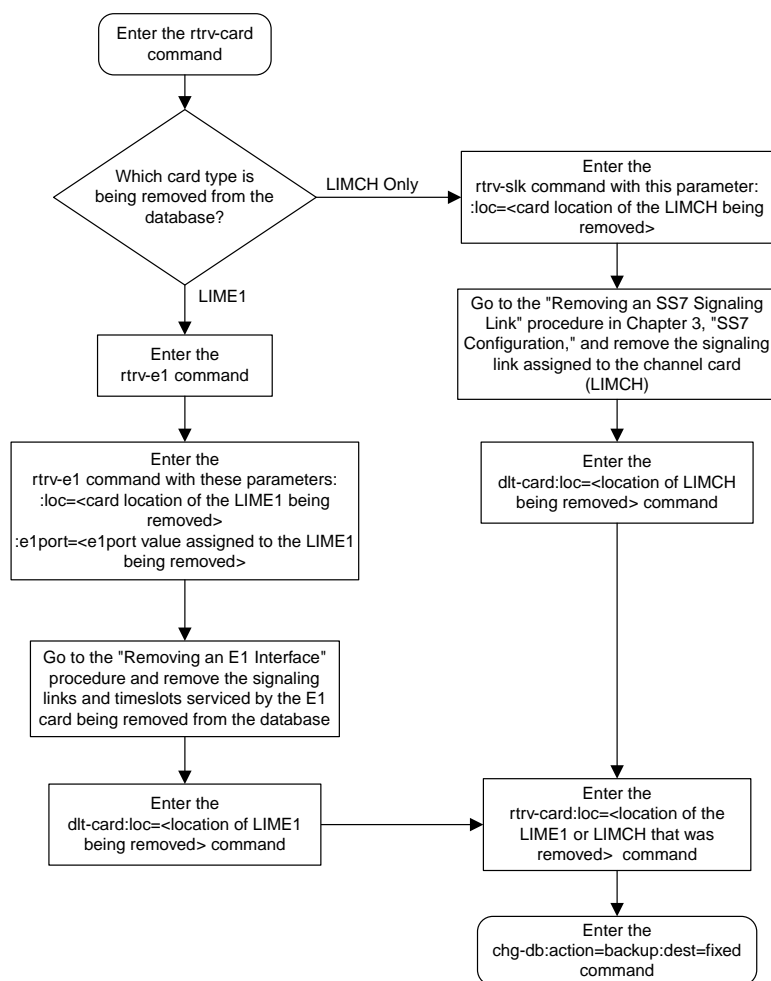 Enter the rtrv-card
command
Which card type is
being removed from the
database?
LIMCH Only
LIME1
Enter the
rtrv-slk command with this parameter:
:loc=<card location of the LIMCH being
removed>
Go to the "Removing an SS7 Signaling
Link" procedure in Chapter 3, "SS7
Configuration," and remove the signaling
link assigned to the channel card
(LIMCH)
Enter the
dlt-card:loc=<location of LIMCH
being removed> command
Enter the
rtrv-e1 command
Enter the
rtrv-e1 command with these parameters:
:loc=<card location of the LIME1 being
removed>
:e1port=<e1port value assigned to the LIME1
being removed>
Go to the "Removing an E1 Interface"
procedure and remove the signaling
links and timeslots serviced by the E1
card being removed from the database
Enter the
dlt-card:loc=<location of LIME1
being removed> command
Enter the
rtrv-card:loc=<location of the
LIME1 or LIMCH that was
removed> command
Enter the
chg-db:action=backup:dest=fixed
command